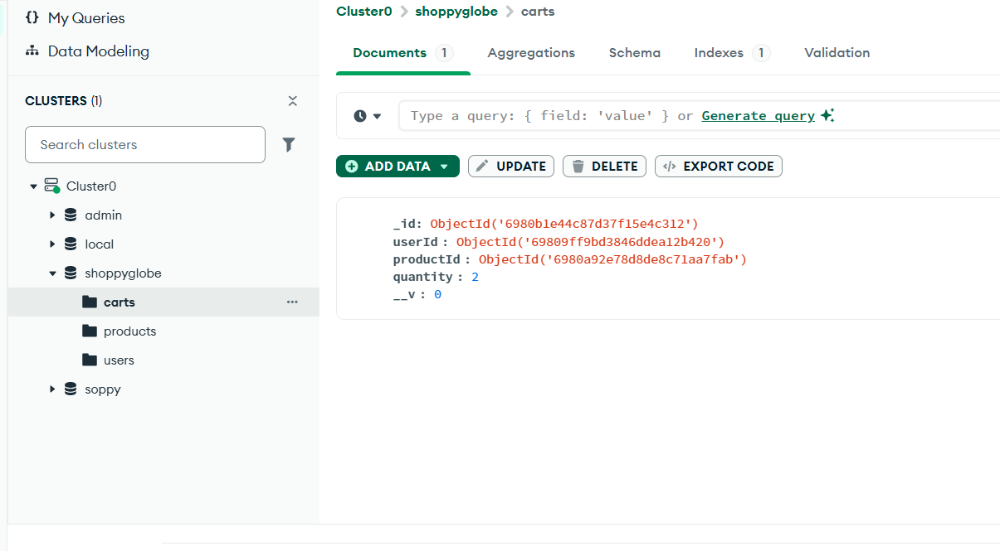 {} My Queries
Data Modeling
CLUSTERS (1)
Search clusters
Cluster0
admin
local
shoppyglobe
carts
products
users
soppy
Cluster0 > shoppyglobe > carts
Documents 1 Aggregations Schema Indexes 1 Validation
Type a query: { field: 'value' } or Generate query
ADD DATA UPDATE DELETE </> EXPORT CODE
_id: ObjectId('6980b1e44c87d37f15e4c312')
userId : ObjectId('69809ff9bd3846ddea12b420')
productId : ObjectId('6980a92e78d8de8c71aa7fab')
quantity : 2
__v : 0